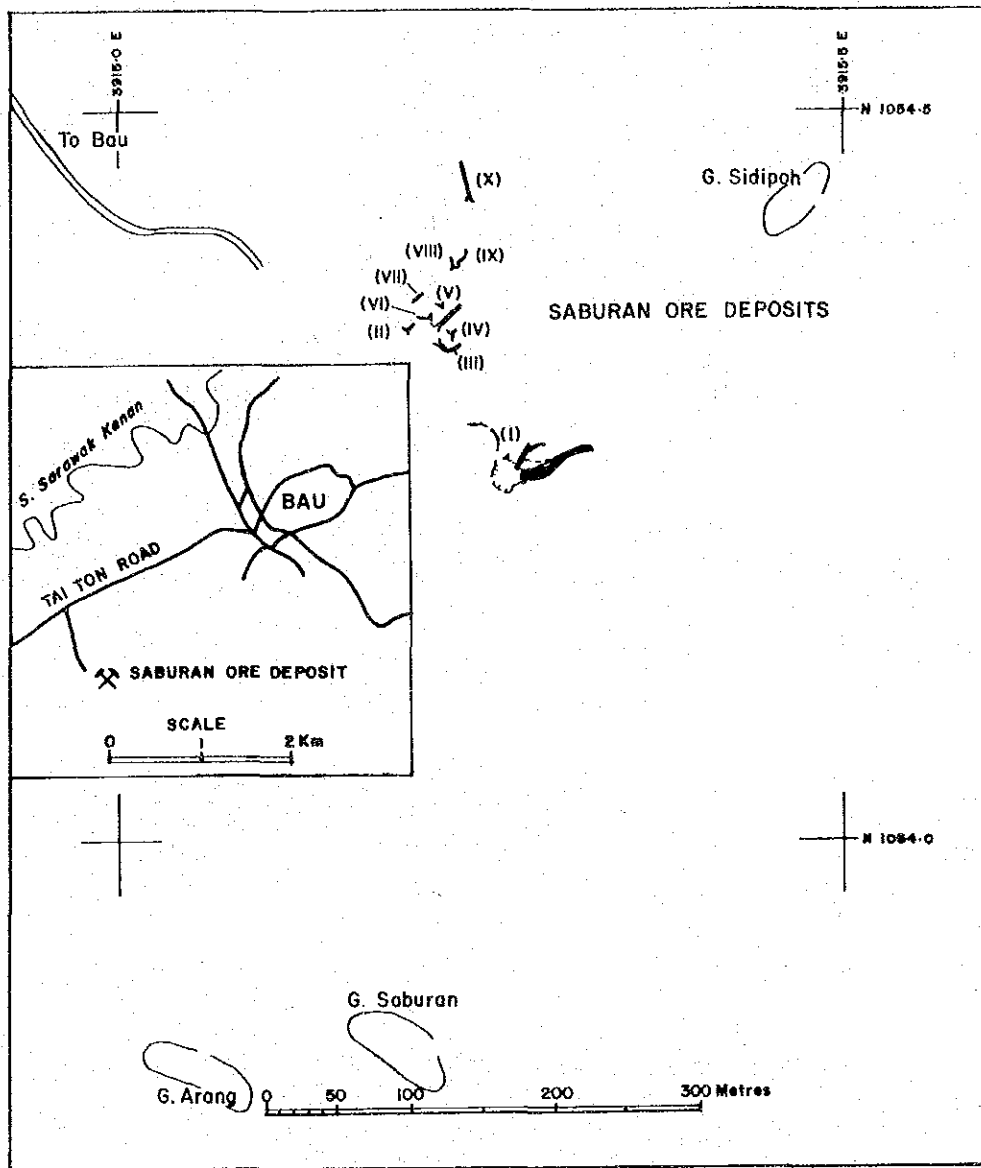 3915·0 E
3915·5 E
N 1054·5
To Bau
G. Sidipoh
(X)
(VIII)
(IX)
(VII)
(V)
(VI)
SABURAN ORE DEPOSITS
(II)
(IV)
(III)
(I)
S. Sarawak Kanan
BAU
TAI TON ROAD
SABURAN ORE DEPOSIT
SCALE
0 1 2 Km
N 1054·0
G. Saburan
G. Arang
0 50 100 200 300 Metres